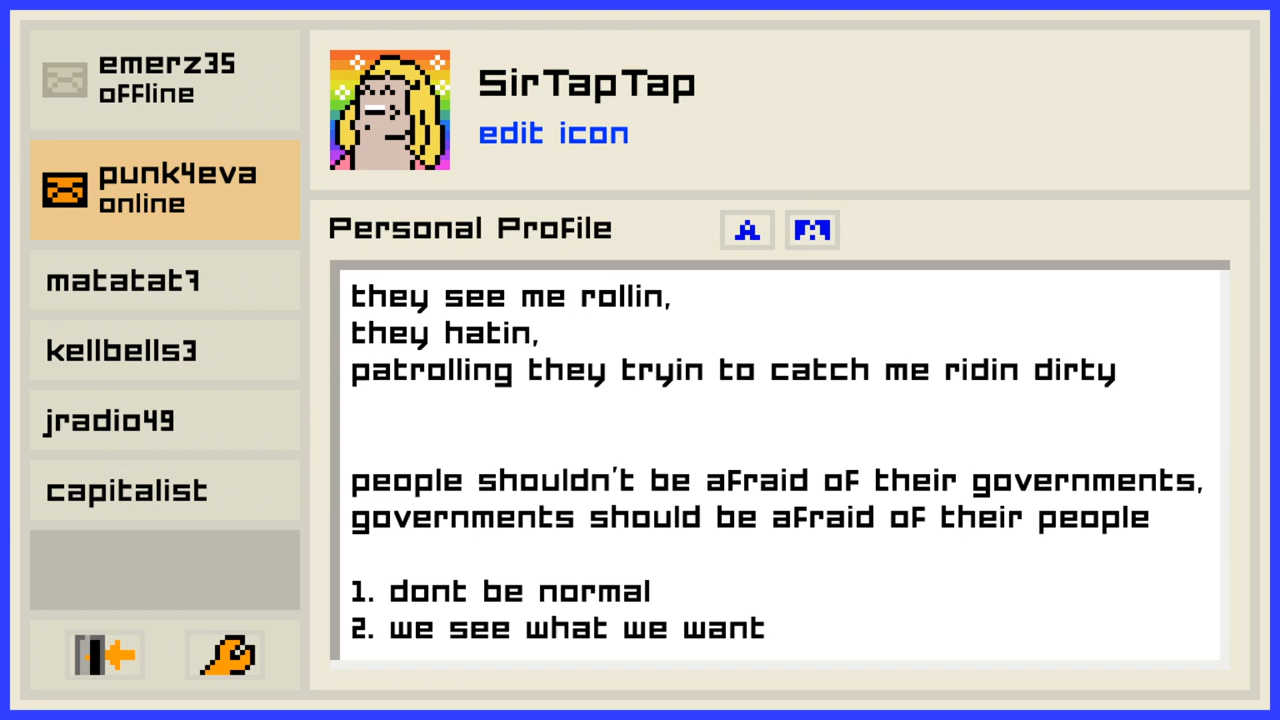 emerz35
offline
punk4eva
online
matatat7
kellbells3
jradio49
capitalist
SirTapTap
edit icon
Personal Profile
A
they see me rollin,
they hatin,
patrolling they tryin to catch me ridin dirty
people shouldn't be afraid of their governments,
governments should be afraid of their people
1. dont be normal
2. we see what we want